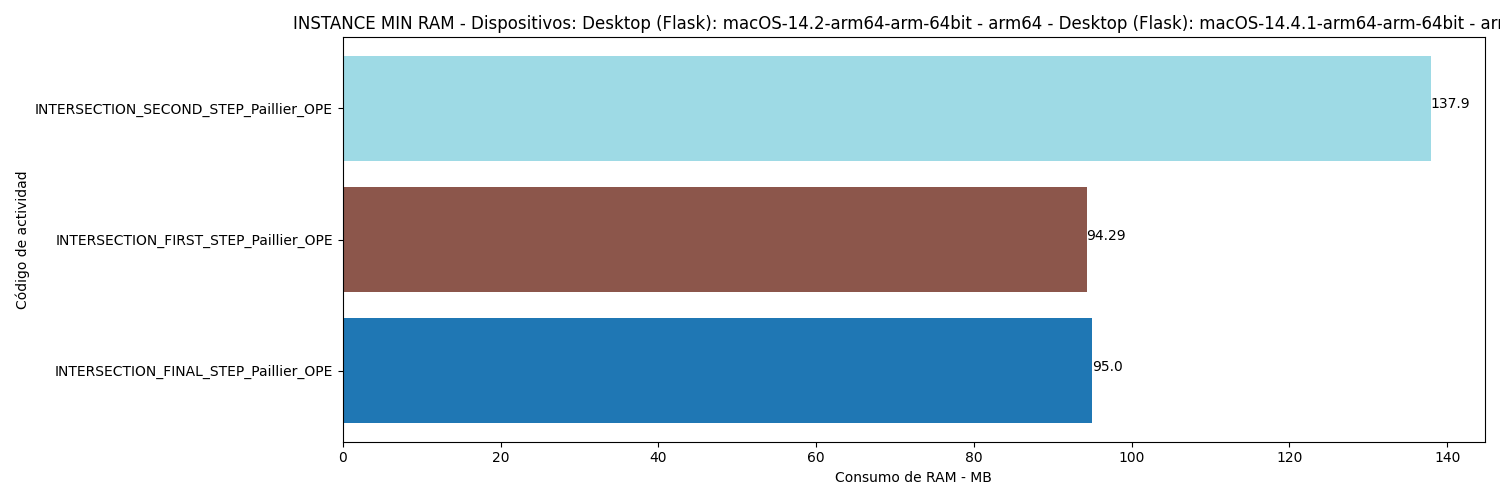 INSTANCE MIN RAM - Dispositivos: Desktop (Flask): macOS-14.2-arm64-arm-64bit - arm64 - Desktop (Flask): macOS-14.4.1-arm64-arm-64bit -
INTERSECTION_SECOND_STEP_Paillier_OPE
137.9
INTERSECTION_FIRST_STEP_Paillier_OPE
94.29
INTERSECTION_FINAL_STEP_Paillier_OPE
95.0
Código de actividad
0 20 40 60 80 100 120 140
Consumo de RAM - MB